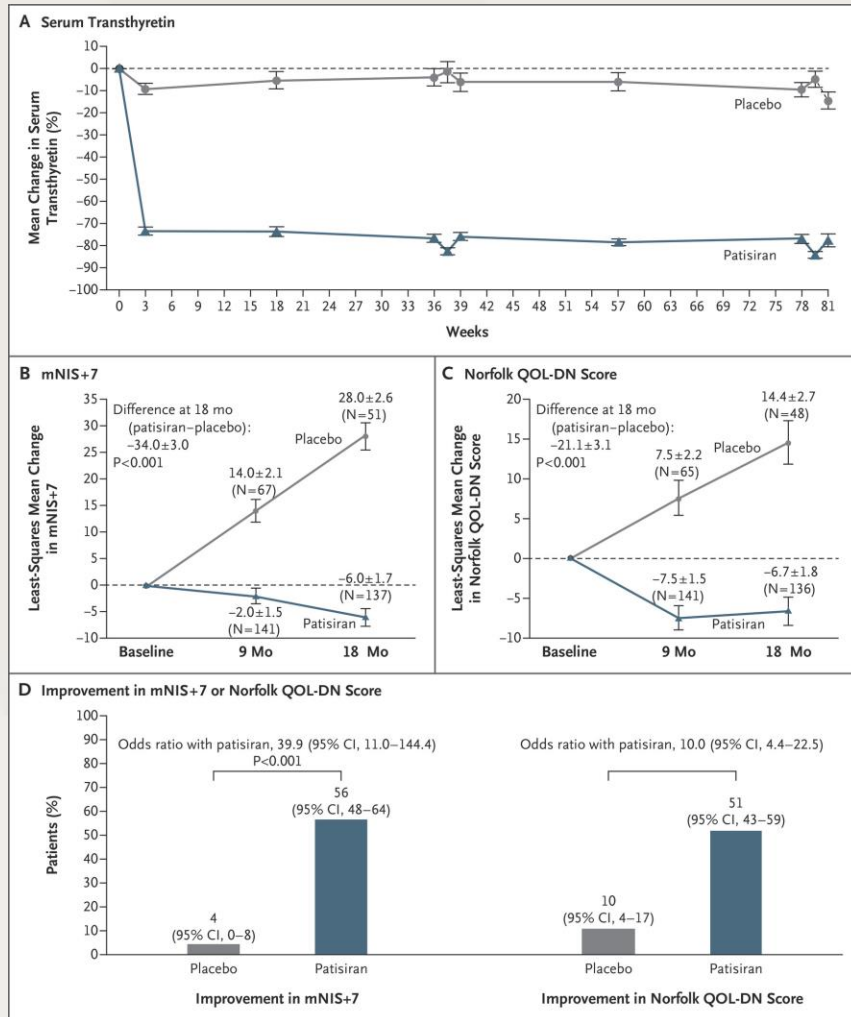 A Serum Transthyretin
10
0
−10
−20
−30
−40
−50
−60
−70
−80
−90
−100
Mean Change in Serum
Transthyretin (%)
Placebo
Patisiran
0 3 6 9 12 15 18 21 24 27 30 33 36 39 42 45 48 51 54 57 60 63 66 69 72 75 78 81
Weeks
B mNIS+7
35
30
25
20
15
10
5
0
−5
−10
Least-Squares Mean Change
in mNIS+7
Difference at 18 mo
(patisiran–placebo):
−34.0±3.0
P<0.001
28.0±2.6
(N=51)
Placebo
14.0±2.1
(N=67)
−6.0±1.7
(N=137)
−2.0±1.5
(N=141)
Patisiran
Baseline 9 Mo 18 Mo
C Norfolk QOL-DN Score
20
15
10
5
0
−5
−10
Least-Squares Mean Change
in Norfolk QOL-DN Score
Difference at 18 mo
(patisiran–placebo):
−21.1±3.1
P<0.001
14.4±2.7
(N=48)
Placebo
7.5±2.2
(N=65)
−7.5±1.5
(N=141)
−6.7±1.8
(N=136)
Patisiran
Baseline 9 Mo 18 Mo
D Improvement in mNIS+7 or Norfolk QOL-DN Score
100
90
80
70
60
50
40
30
20
10
0
Patients (%)
Odds ratio with patisiran, 39.9 (95% CI, 11.0–144.4)
P<0.001
56
(95% CI, 48–64)
4
(95% CI, 0–8)
Placebo Patisiran
Improvement in mNIS+7
Odds ratio with patisiran, 10.0 (95% CI, 4.4–22.5)
51
(95% CI, 43–59)
10
(95% CI, 4–17)
Placebo Patisiran
Improvement in Norfolk QOL-DN Score